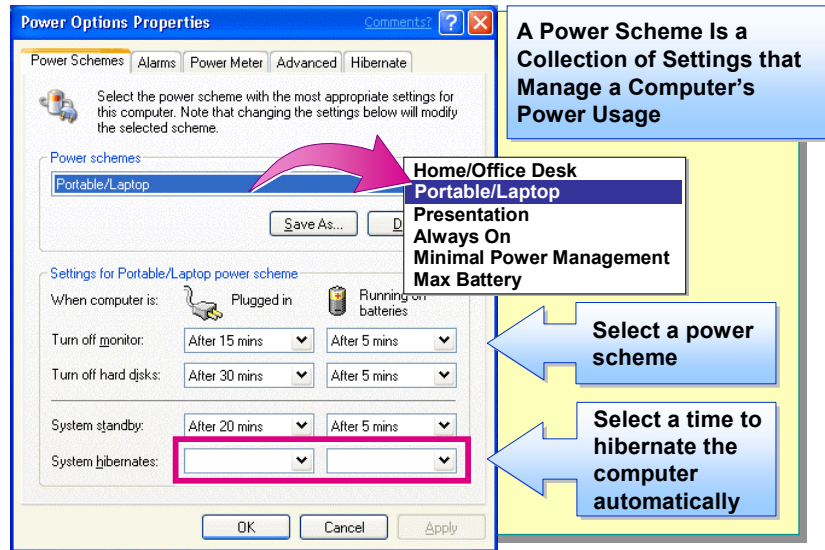 Power Options Properties
Comments?
A Power Scheme Is a
Collection of Settings that
Manage a Computer's
Power Usage
Power Schemes Alarms Power Meter Advanced Hibernate
Select the power scheme with the most appropriate settings for
this computer. Note that changing the settings below will modify
the selected scheme.
Power schemes
Portable/Laptop
Home/Office Desk
Portable/Laptop
Presentation
Always On
Minimal Power Management
Max Battery
Save As...
D
Settings for Portable/Laptop power scheme
When computer is: Plugged in Running on
batteries
Turn off monitor: After 15 mins After 5 mins
Turn off hard disks: After 30 mins After 5 mins
Select a power
scheme
System standby: After 20 mins After 5 mins
System hibernates:
Select a time to
hibernate the
computer
automatically
OK Cancel Apply